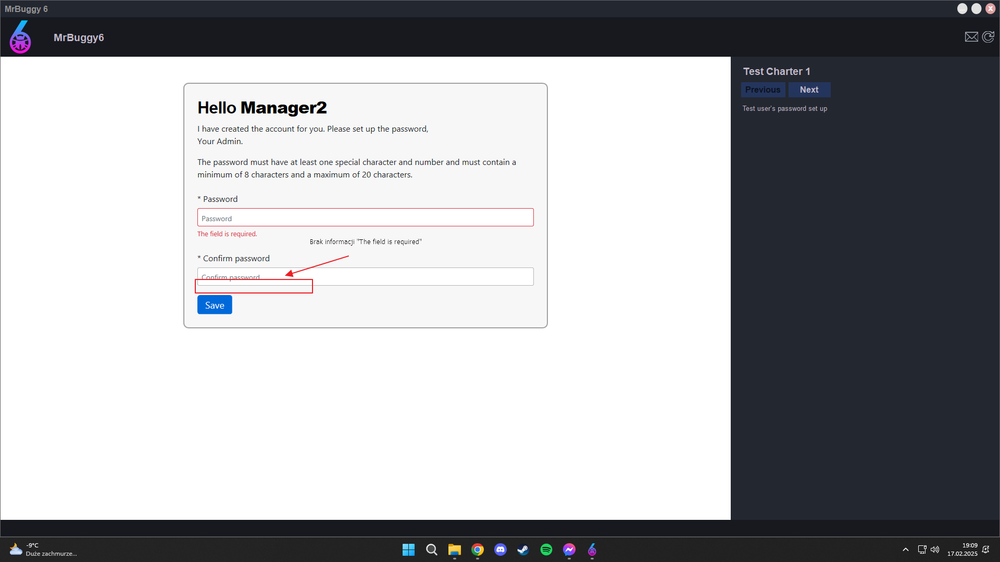 MrBuggy 6
MrBuggy6
Test Charter 1
Previous
Next
Test user's password set up
Hello Manager2
I have created the account for you. Please set up the password,
Your Admin.
The password must have at least one special character and number and must contain a
minimum of 8 characters and a maximum of 20 characters.
* Password
Password
The field is required.
Brak informacji "The field is required"
* Confirm password
Confirm password
Save
-9°C
Duże zachmurze...
19:09
17.02.2025